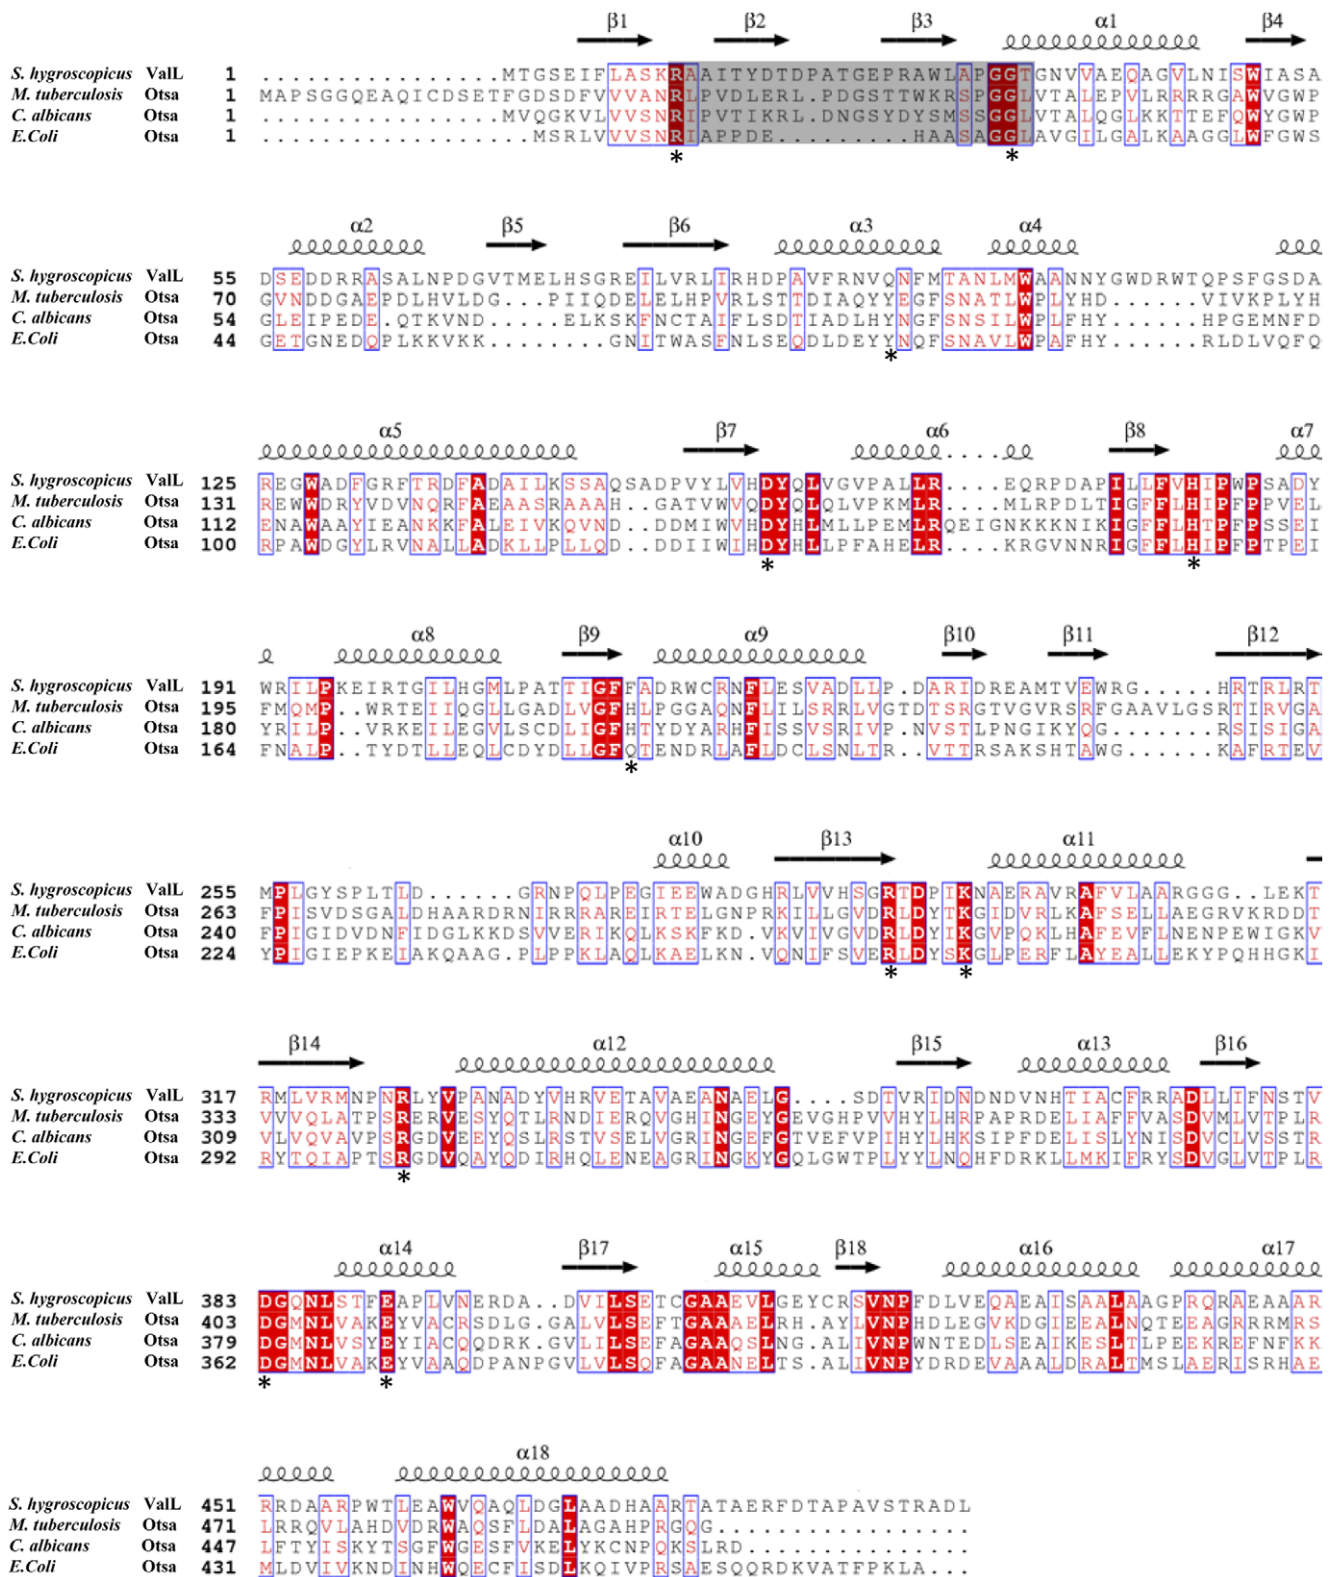 β1 β2 β3 α1 β4
S. hygroscopicus ValL 1 ................MTGSEIFLASKRAAITYDTDPATGEPRAWLAPGGTGNVVAEQAGVLNISWIASA
M. tuberculosis Otsa 1 MAPSGGQEAQICDSETFGDSDFVVVANRLPVDLERL.PDGSTTWKRSPGGLVTALEPVLRRRRGAWVGWP
C. albicans Otsa 1 ................MVQGKVLVVSNRIPVTIKRL.DNGSYDYSMSSGGLVTALQGLKKTTEFQWYGWP
E.Coli Otsa 1 ..................MSRLVVVSNRIAPPDE.........HAASAGGLAVGILGALKAAGGLWFGWS
* *
α2 β5 β6 α3 α4
S. hygroscopicus ValL 55 DSEDDRRASALNPDGVTMELHSGREILVRLIRHDPAVFRNVQNFMTANLMWAANNYGWDRWTQPSFGSDA
M. tuberculosis Otsa 70 GVNDDGAEPDLHVLDG...PIIQDELELHPVRLSTTDIAQYYEGFSNATLWPLYHD......VIVKPLYH
C. albicans Otsa 54 GLEIPEDE.QTKVND.....ELKSKFNCTAIFLSDTIADLHYNGFSNSILWPLFHY......HPGEMNFD
E.Coli Otsa 44 GETGNEDQPLKKVKK.......GNITWASFNLSEQDLDEYYNQFSNAVLWPAFHY......RLDLVQFQ
*
α5 β7 α6 β8 α7
S. hygroscopicus ValL 125 REGWADFGRFTRDFADAILKSSAQSADPVYLVHDYQLVGVPALLR....EQRPDAPILLFVHIPWPSADY
M. tuberculosis Otsa 131 REWWDRYVDVNQRFAEAASRAAAH.GATVWVQDYQLQLVPKMLR....MLRPDLTIGFFLHIPFPPVEL
C. albicans Otsa 112 ENAWAAYIEANKKFALEIVKQVND.DDMIWVHDYHLMLLPEMLRQEIGNKKKNIKIGFFLHTPFPSSEI
E.Coli Otsa 100 RPAWDGYLRVNALLADKLLPLLQD.DDIIWIHDYHLLPFAHELR....KRGVNNRIGFFLHIPFPTPEI
* *
α8 β9 α9 β10 β11 β12
S. hygroscopicus ValL 191 WRILPKEIRTGILHGMLPATTIGFFADRWCRNFLESVADLLP.DARIDREAMTVEWRG......HRTRLRT
M. tuberculosis Otsa 195 FMQMP..WRTEIIQGLLGADLVGFHLPGGAQNFLILSRRLVGTDTSRGTVGVRSRFGAAVLGSRTIRVGA
C. albicans Otsa 180 YRILP..VRKEILEGVLGCDLIGFHTYDYARHFISSVSRIVP.NVSTLPNGIKYQG.......RSISIGA
E.Coli Otsa 164 FNALP..TYDTLLEQLCDYDLLGFQTENDRLAFLDCLSNLTR..VTTRSAKSHTAWG......KAFRTEV
*
α10 β13 α11
S. hygroscopicus ValL 255 MPLGYSPLTLD......GRNPQLPEGIEEWADGHRLVVHSGRTDPIKNAERAVRAFVLAARGGG..LEKT
M. tuberculosis Otsa 263 FPISVDSGALDHAARDRNIRRRAREIRTELGNPRKILLGVDRLDYTKGIDVRLKAFSELLAEGRVKRDDT
C. albicans Otsa 240 FPIGIDVDNFIDGLKKDSVVERIKQLKSKFKD.VKVIVGVDRLDYIKGVPQKLHAFEVFLNENPEWIGKV
E.Coli Otsa 224 YPIGIEPKEIAKQAAG.PLPPKLAQLKAELKN.VQNIFSVERLDYSKGLPERFLAYEALLEKYPQHHGKI
* *
β14 α12 β15 α13 β16
S. hygroscopicus ValL 317 RMLVRMNPNRLYVPANADYVHRVETAVAEANAELG....SDTVRIDNDNDVNHTIACFRRADLLIFNSTV
M. tuberculosis Otsa 333 VVVQLATPSRERVESYQTLRNDIERQVGHINGEYGEVGHPVVHYLHRPAPRDELIAFFVASDVMLVTPLR
C. albicans Otsa 309 VLVQVAVPSRGDVEEYQSLRSTVSELVGRINGEFGTVEFVPIHYLHKSIPFDELISLYNISDVCLVSSTR
E.Coli Otsa 292 RYTQIAPTSRGDVQAYQDIRHQLENEAGRINGKYGQLGWTPLYYLNQHFDRKLLMKIFRYSDVGLVTPLR
*
α14 β17 α15 β18 α16 α17
S. hygroscopicus ValL 383 DGQNLSTFEAPLVNERDA..DVILSETCGAAEVLGEYCRSVNPFDLVEQAEAISAALAAGPRQRAEAAAR
M. tuberculosis Otsa 403 DGMNLVAKEYVACRSDLG.GALVLSEFTGAAAELRH.AYLVNPHDLEGVKDGIEEALNQTEEAGRRRMRS
C. albicans Otsa 379 DGMNLVSYEYIACQQDRK.GVLILSEFAGAAQSLNG.ALIVNPWNTEDLSEAIKESLTLPEEKREFNFKK
E.Coli Otsa 362 DGMNLVAKEYVAAQDPANPGVLVLSQFAGAANELTS.ALIVNPYDRDEVAAALDRALTMSLAERISRHAE
* *
α18
S. hygroscopicus ValL 451 RRDAARPWTLEAWVQAQLDGLAADHAARTATAERFDTAPAVSTRADL
M. tuberculosis Otsa 471 LRRQVLAHDVDRWAQSFLDALAGAHPRGQG.................
C. albicans Otsa 447 LFTYISKYTSGFWGESFVKELYKCNPQKSLRD...............
E.Coli Otsa 431 MLDVIVKNDINHWQECFISDLKQIVPRSAESQQRDKVATFPKLA...